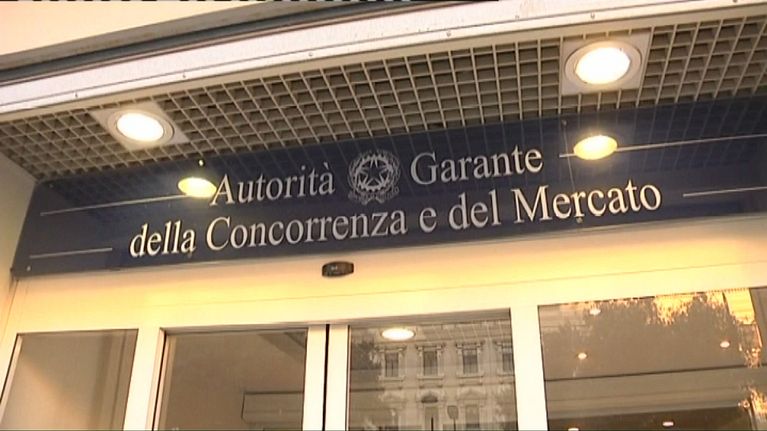 Autorità Garante
della Concorrenza e del Mercato